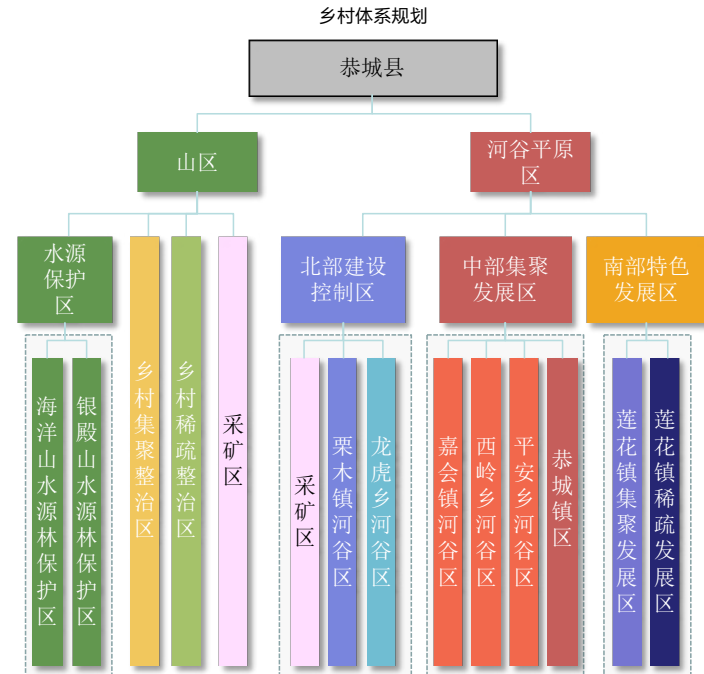 乡村体系规划
恭城县
山区
河谷平原
区
水源
保护
区
北部建设
控制区
中部集聚
发展区
南部特色
发展区
海洋山水源林保护区
银殿山水源林保护区
乡村集聚整治区
乡村稀疏整治区
采矿区
采矿区
栗木镇河谷区
龙虎乡河谷区
嘉会镇河谷区
西岭乡河谷区
平安乡河谷区
恭城镇区
莲花镇集聚发展区
莲花镇稀疏发展区